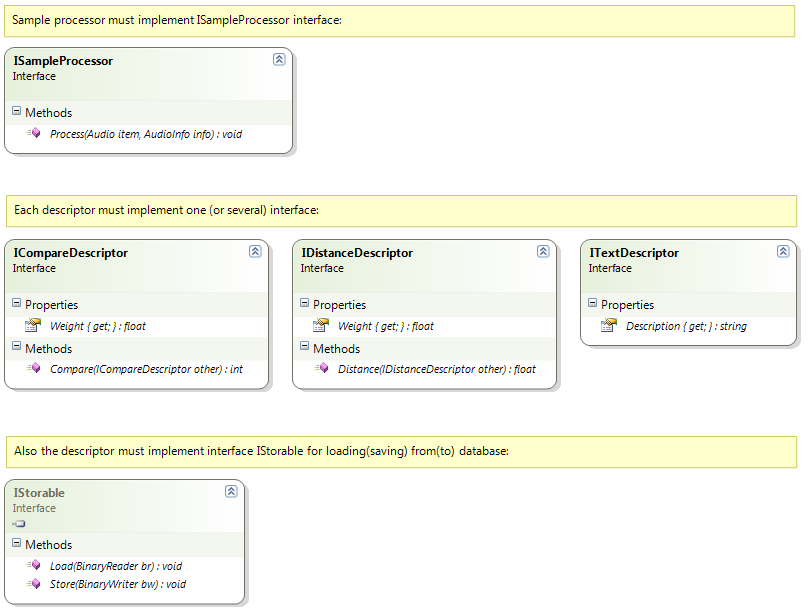 Sample processor must implement ISampleProcessor interface:
ISampleProcessor
Interface
Methods
Process(Audio item, AudioInfo info) : void
Each descriptor must implement one (or several) interface:
ICompareDescriptor
Interface
Properties
Weight { get; } : float
Methods
Compare(ICompareDescriptor other) : int
IDistanceDescriptor
Interface
Properties
Weight { get; } : float
Methods
Distance(IDistanceDescriptor other) : float
ITextDescriptor
Interface
Properties
Description { get; } : string
Also the descriptor must implement interface IStorable for loading(saving) from(to) database:
IStorable
Interface
Methods
Load(BinaryReader br) : void
Store(BinaryWriter bw) : void